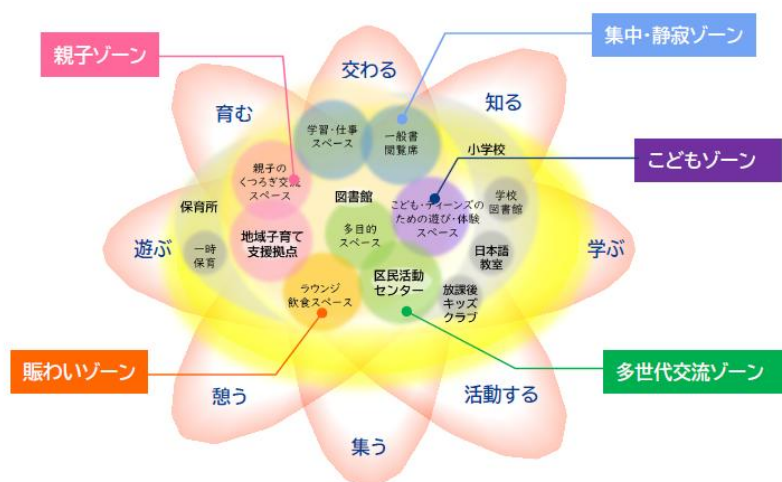 親子ゾーン
集中・静寂ゾーン
交わる
育む
知る
学習・仕事
スペース
一般書
閲覧席
小学校
こどもゾーン
親子の
くつろぎ交流
スペース
保育所
図書館
こども・ティーンズの
ための遊び・体験
スペース
学校
図書館
地域子育て
支援拠点
多目的
スペース
日本語
教室
遊ぶ
一時
保育
学ぶ
ラウンジ
飲食スペース
区民活動
センター
放課後
キッズ
クラブ
賑わいゾーン
多世代交流ゾーン
憩う
活動する
集う